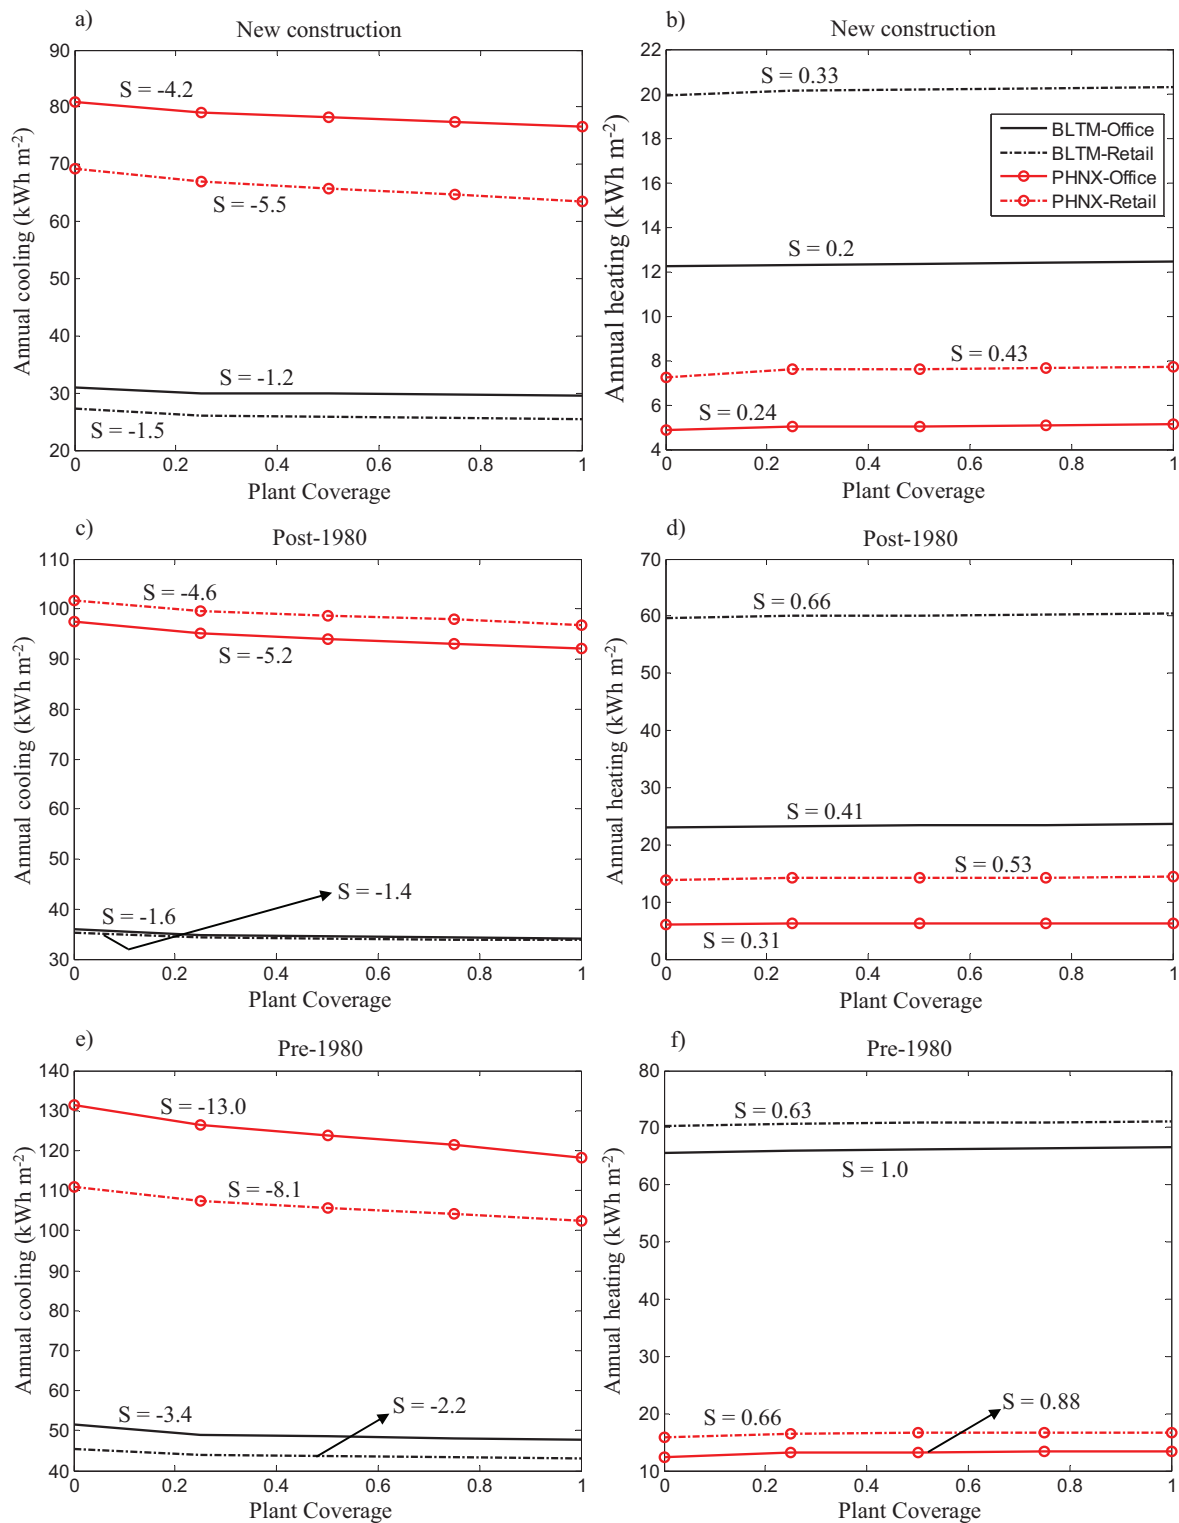 a)
New construction
Annual cooling (kWh m-2)
90
80
70
60
50
40
30
20
S = -4.2
S = -5.5
S = -1.2
S = -1.5
0 0.2 0.4 0.6 0.8 1
Plant Coverage
b)
New construction
Annual heating (kWh m-2)
22
20
18
16
14
12
10
8
6
4
S = 0.33
BLTM-Office
BLTM-Retail
PHNX-Office
PHNX-Retail
S = 0.2
S = 0.43
S = 0.24
0 0.2 0.4 0.6 0.8 1
Plant Coverage
c)
Post-1980
Annual cooling (kWh m-2)
110
100
90
80
70
60
50
40
30
S = -4.6
S = -5.2
S = -1.4
S = -1.6
0 0.2 0.4 0.6 0.8 1
Plant Coverage
d)
Post-1980
Annual heating (kWh m-2)
70
60
50
40
30
20
10
0
S = 0.66
S = 0.41
S = 0.53
S = 0.31
0 0.2 0.4 0.6 0.8 1
Plant Coverage
e)
Pre-1980
Annual cooling (kWh m-2)
140
130
120
110
100
90
80
70
60
50
40
S = -13.0
S = -8.1
S = -2.2
S = -3.4
0 0.2 0.4 0.6 0.8 1
Plant Coverage
f)
Pre-1980
Annual heating (kWh m-2)
80
70
60
50
40
30
20
10
S = 0.63
S = 1.0
S = 0.88
S = 0.66
0 0.2 0.4 0.6 0.8 1
Plant Coverage